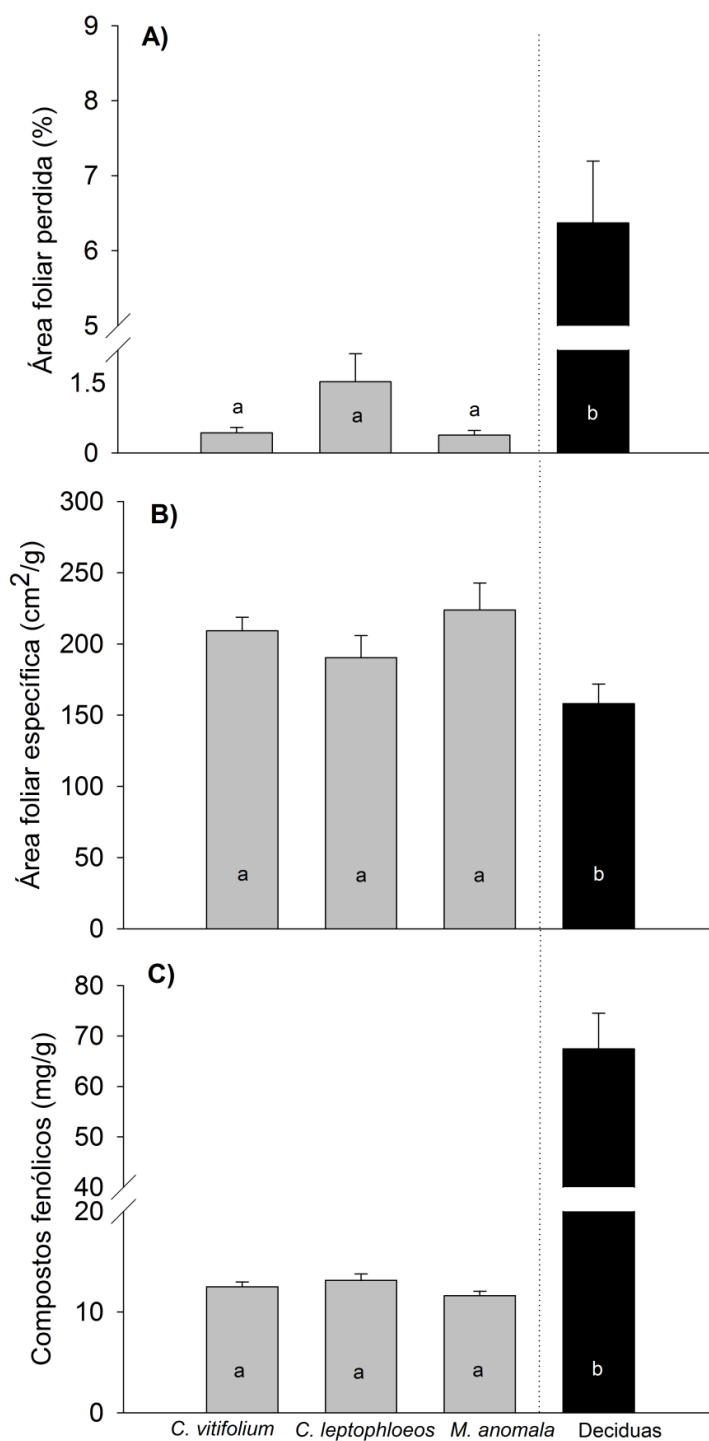 A)
Área foliar perdida (%)
9
8
7
6
5
1.5
0
a
a
a
b
B)
Área foliar específica (cm²/g)
300
250
200
150
100
50
0
a
a
a
b
C)
Compostos fenólicos (mg/g)
80
70
60
50
40
20
10
0
a
a
a
b
C. vitifolium C. leptophloeos M. anomala Deciduas